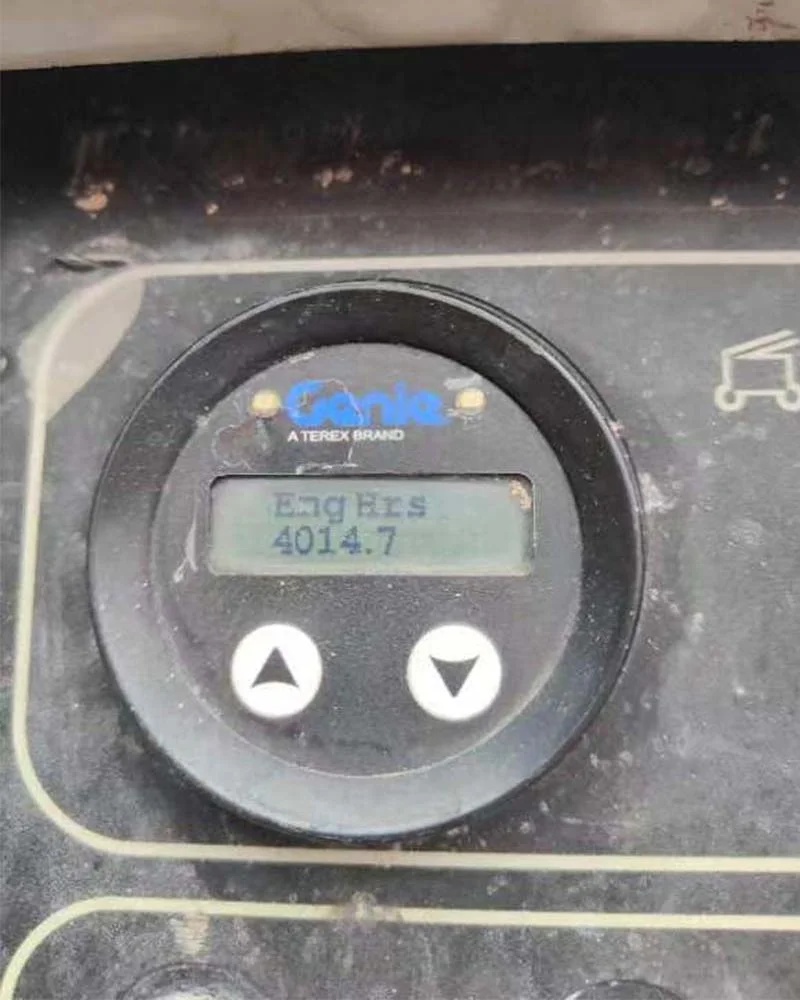 Genie
A TEREX BRAND
Eng Hrs
4014.7